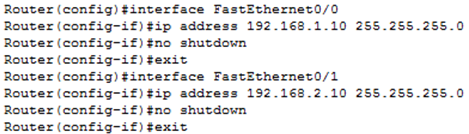 Router(config)#interface FastEthernet0/0
Router(config-if)#ip address 192.168.1.10 255.255.255.0
Router(config-if)#no shutdown
Router(config-if)#exit
Router(config)#interface FastEthernet0/1
Router(config-if)#ip address 192.168.2.10 255.255.255.0
Router(config-if)#no shutdown
Router(config-if)#exit